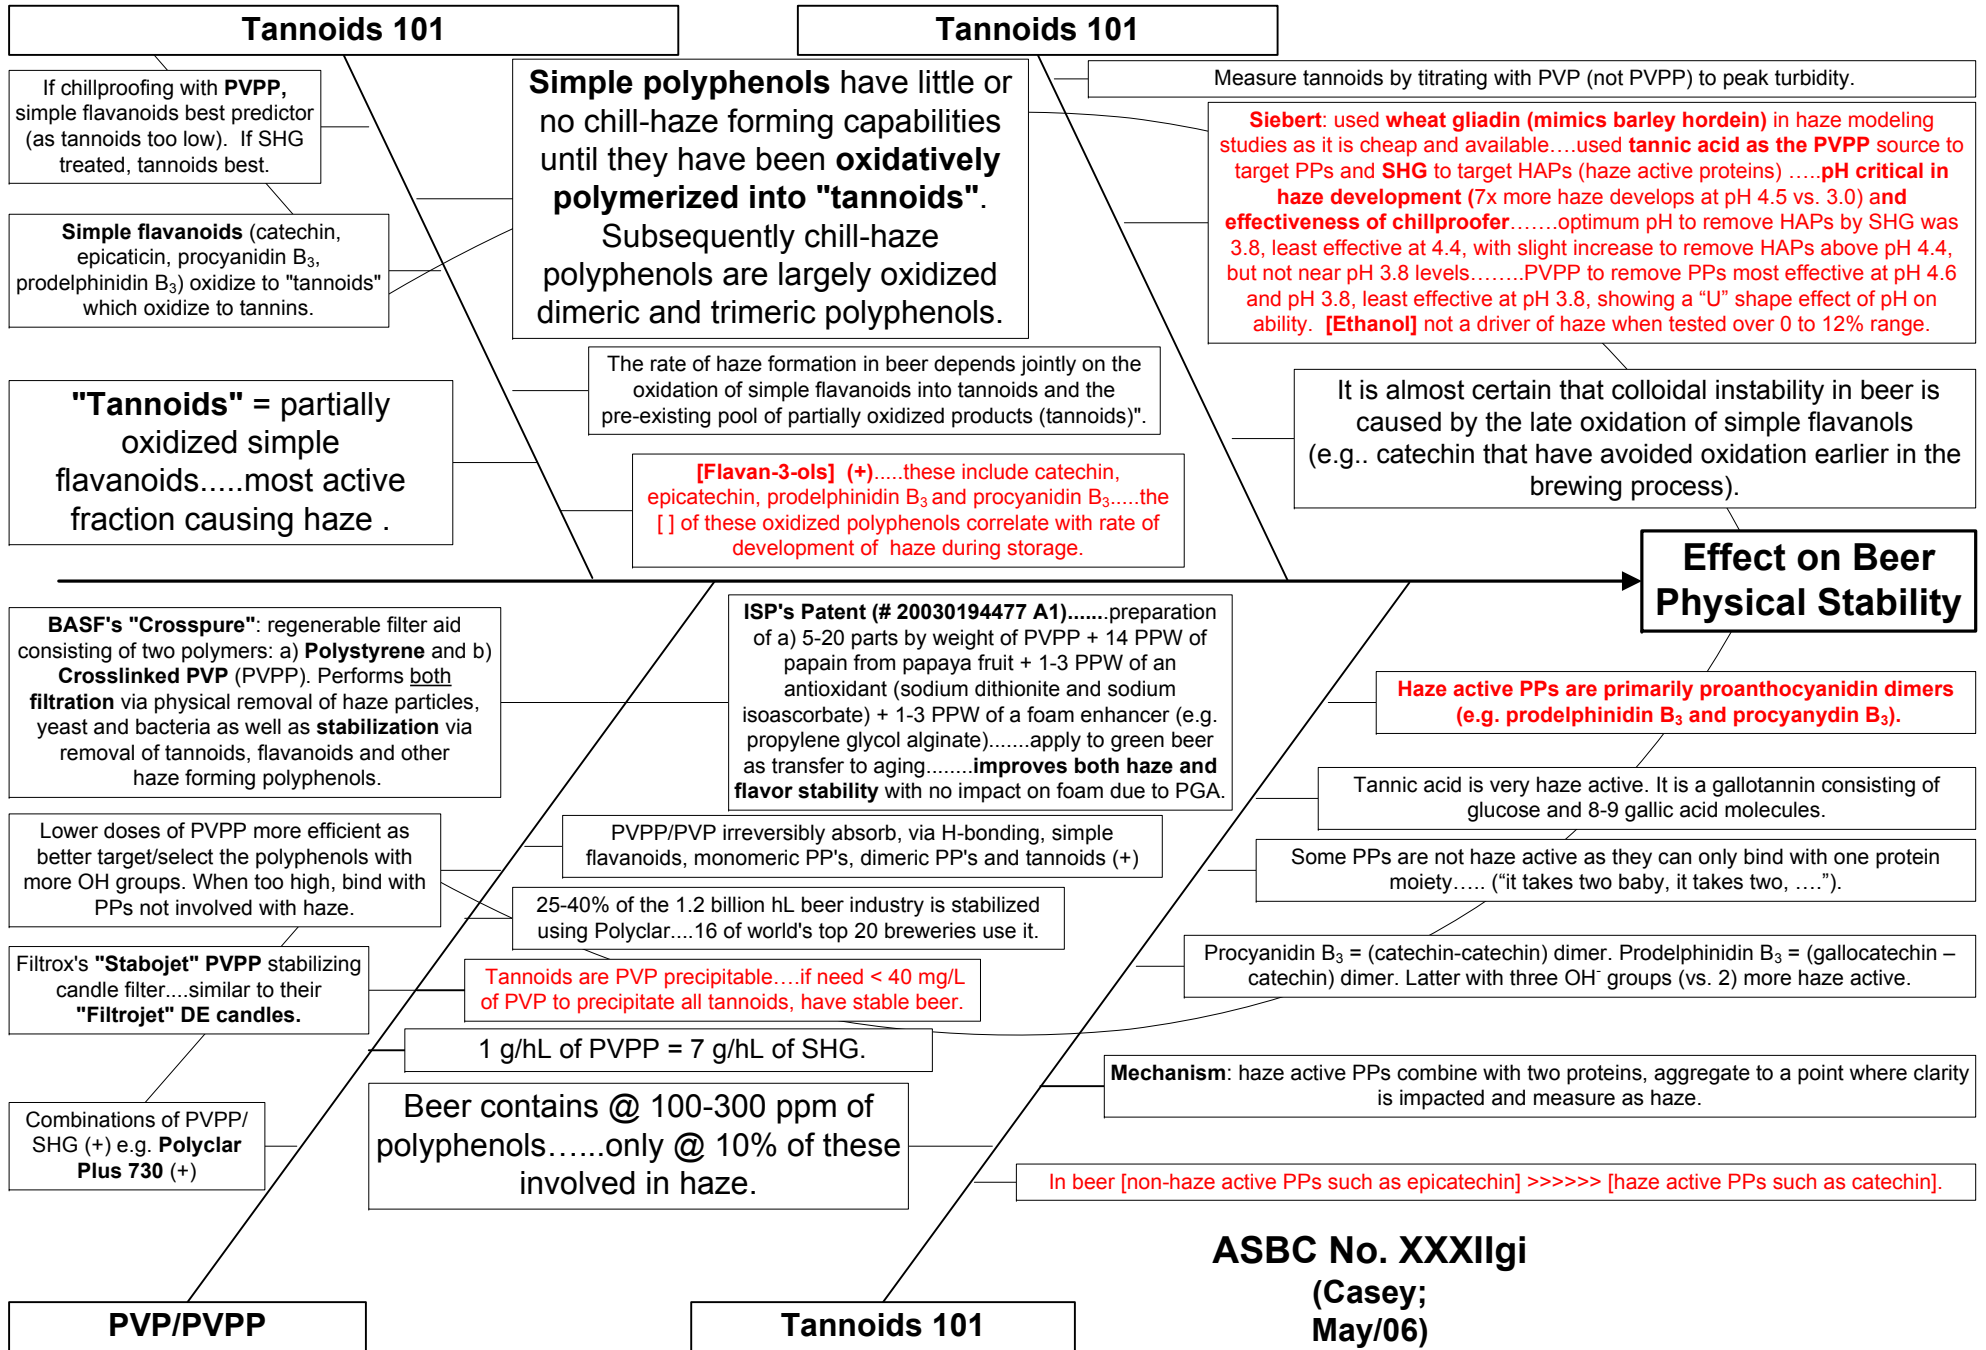 Tannoids 101
Tannoids 101
If chillproofing with PVPP,
simple flavanoids best predictor
(as tannoids too low). If SHG
treated, tannoids best.
Simple flavanoids (catechin,
epicaticin, procyanidin B3,
prodelphinidin B3) oxidize to "tannoids"
which oxidize to tannins.
"Tannoids" = partially
oxidized simple
flavanoids.....most active
fraction causing haze .
Simple polyphenols have little or
no chill-haze forming capabilities
until they have been oxidatively
polymerized into "tannoids".
Subsequently chill-haze
polyphenols are largely oxidized
dimeric and trimeric polyphenols.
The rate of haze formation in beer depends jointly on the
oxidation of simple flavanoids into tannoids and the
pre-existing pool of partially oxidized products (tannoids)".
[Flavan-3-ols] (+).....these include catechin,
epicatechin, prodelphinidin B3 and procyanidin B3.....the
[ ] of these oxidized polyphenols correlate with rate of
development of haze during storage.
Measure tannoids by titrating with PVP (not PVPP) to peak turbidity.
Siebert: used wheat gliadin (mimics barley hordein) in haze modeling
studies as it is cheap and available....used tannic acid as the PVPP source to
target PPs and SHG to target HAPs (haze active proteins) .....pH critical in
haze development (7x more haze develops at pH 4.5 vs. 3.0) and
effectiveness of chillproofer.......optimum pH to remove HAPs by SHG was
3.8, least effective at 4.4, with slight increase to remove HAPs above pH 4.4,
but not near pH 3.8 levels........PVPP to remove PPs most effective at pH 4.6
and pH 3.8, least effective at pH 3.8, showing a “U” shape effect of pH on
ability. [Ethanol] not a driver of haze when tested over 0 to 12% range.
It is almost certain that colloidal instability in beer is
caused by the late oxidation of simple flavanols
(e.g.. catechin that have avoided oxidation earlier in the
brewing process).
Effect on Beer
Physical Stability
BASF's "Crosspure": regenerable filter aid
consisting of two polymers: a) Polystyrene and b)
Crosslinked PVP (PVPP). Performs both
filtration via physical removal of haze particles,
yeast and bacteria as well as stabilization via
removal of tannoids, flavanoids and other
haze forming polyphenols.
Lower doses of PVPP more efficient as
better target/select the polyphenols with
more OH groups. When too high, bind with
PPs not involved with haze.
Filtrox's "Stabojet" PVPP stabilizing
candle filter....similar to their
"Filtrojet" DE candles.
Combinations of PVPP/
SHG (+) e.g. Polyclar
Plus 730 (+)
ISP's Patent (# 20030194477 A1).......preparation
of a) 5-20 parts by weight of PVPP + 14 PPW of
papain from papaya fruit + 1-3 PPW of an
antioxidant (sodium dithionite and sodium
isoascorbate) + 1-3 PPW of a foam enhancer (e.g.
propylene glycol alginate).......apply to green beer
as transfer to aging........improves both haze and
flavor stability with no impact on foam due to PGA.
PVPP/PVP irreversibly absorb, via H-bonding, simple
flavanoids, monomeric PP's, dimeric PP's and tannoids (+)
25-40% of the 1.2 billion hL beer industry is stabilized
using Polyclar....16 of world's top 20 breweries use it.
Tannoids are PVP precipitable....if need < 40 mg/L
of PVP to precipitate all tannoids, have stable beer.
1 g/hL of PVPP = 7 g/hL of SHG.
Beer contains @ 100-300 ppm of
polyphenols…....only @ 10% of these
involved in haze.
Haze active PPs are primarily proanthocyanidin dimers
(e.g. prodelphinidin B3 and procyanydin B3).
Tannic acid is very haze active. It is a gallotannin consisting of
glucose and 8-9 gallic acid molecules.
Some PPs are not haze active as they can only bind with one protein
moiety….. (“it takes two baby, it takes two, ….”).
Procyanidin B3 = (catechin-catechin) dimer. Prodelphinidin B3 = (gallocatechin –
catechin) dimer. Latter with three OH- groups (vs. 2) more haze active.
Mechanism: haze active PPs combine with two proteins, aggregate to a point where clarity
is impacted and measure as haze.
In beer [non-haze active PPs such as epicatechin] >>>>>> [haze active PPs such as catechin].
ASBC No. XXXIIgi
(Casey;
May/06)
PVP/PVPP
Tannoids 101